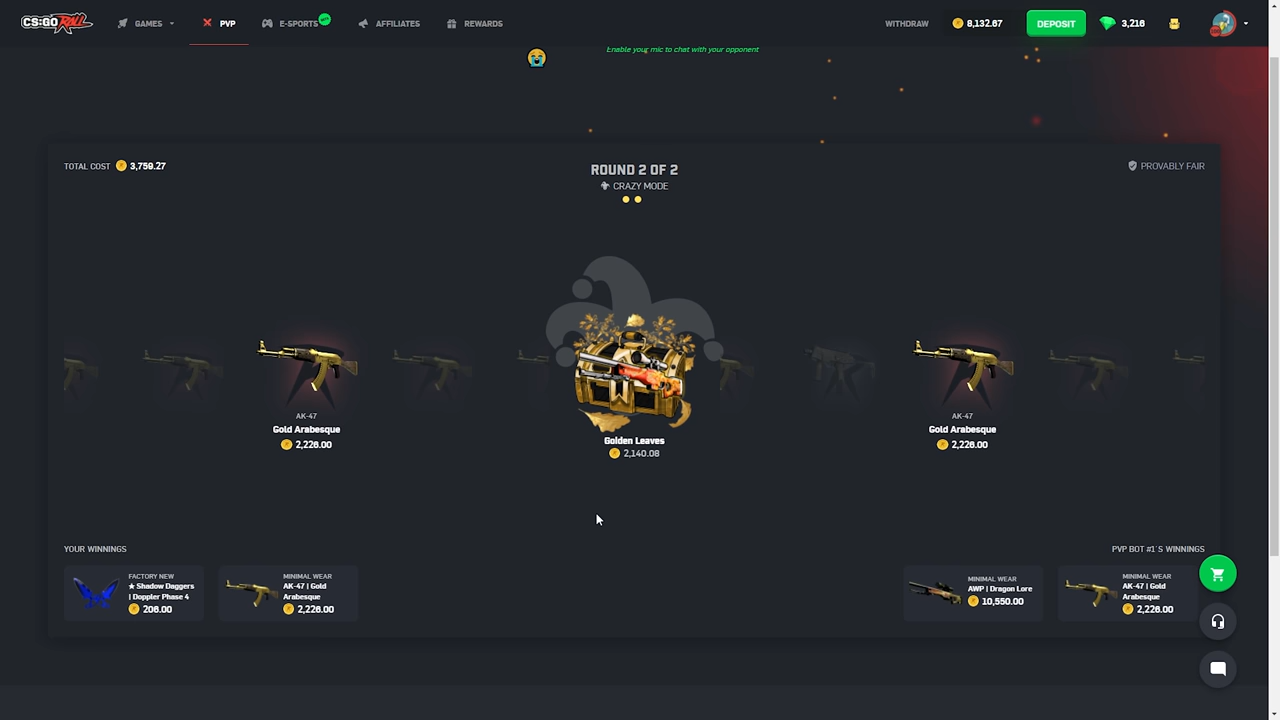 CS:GO ROLL
GAMES
PVP
E-SPORTS
AFFILIATES
REWARDS
WITHDRAW
8,132.67
DEPOSIT
3,216
Enable your mic to chat with your opponent
TOTAL COST 3,759.27
ROUND 2 OF 2
CRAZY MODE
PROVABLY FAIR
AK-47
Gold Arabesque
2,226.00
Golden Leaves
2,140.08
AK-47
Gold Arabesque
2,226.00
YOUR WINNINGS
FACTORY NEW
★ Shadow Daggers
| Doppler Phase 4
206.00
MINIMAL WEAR
AK-47 | Gold
Arabesque
2,226.00
PVP BOT #1'S WINNINGS
MINIMAL WEAR
AWP | Dragon Lore
10,550.00
MINIMAL WEAR
AK-47 | Gold
Arabesque
2,226.00